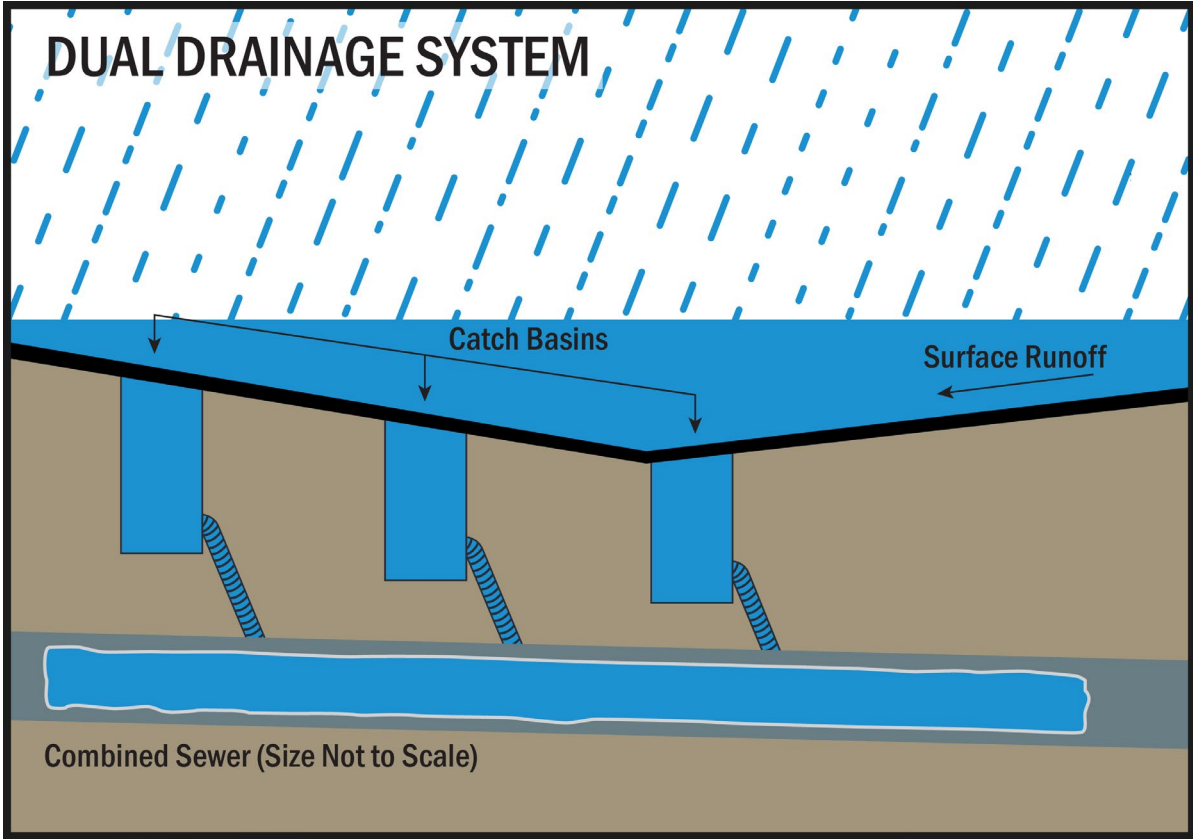 DUAL DRAINAGE SYSTEM
Catch Basins
Surface Runoff
Combined Sewer (Size Not to Scale)